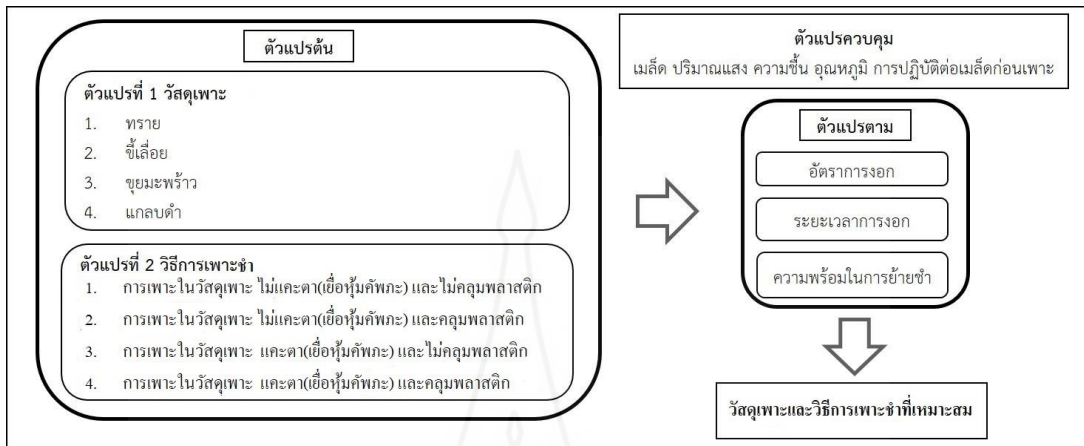 ตัวแปรต้น
ตัวแปรที่ 1 วัสดุเพาะ
1. ทราย
2. ขี้เลื่อย
3. ขุยมะพร้าว
4. แกลบดำ
ตัวแปรที่ 2 วิธีการเพาะชำ
1. การเพาะในวัสดุเพาะ ไม่แคะตา(เยื่อหุ้มคัพภะ) และไม่คลุมพลาสติก
2. การเพาะในวัสดุเพาะ ไม่แคะตา(เยื่อหุ้มคัพภะ) และคลุมพลาสติก
3. การเพาะในวัสดุเพาะ แคะตา(เยื่อหุ้มคัพภะ) และไม่คลุมพลาสติก
4. การเพาะในวัสดุเพาะ แคะตา(เยื่อหุ้มคัพภะ) และคลุมพลาสติก
ตัวแปรควบคุม
เมล็ด ปริมาณแสง ความชื้น อุณหภูมิ การปฏิบัติต่อเมล็ดก่อนเพาะ
ตัวแปรตาม
อัตราการงอก
ระยะเวลาการงอก
ความพร้อมในการย้ายชำ
วัสดุเพาะและวิธีการเพาะชำที่เหมาะสม